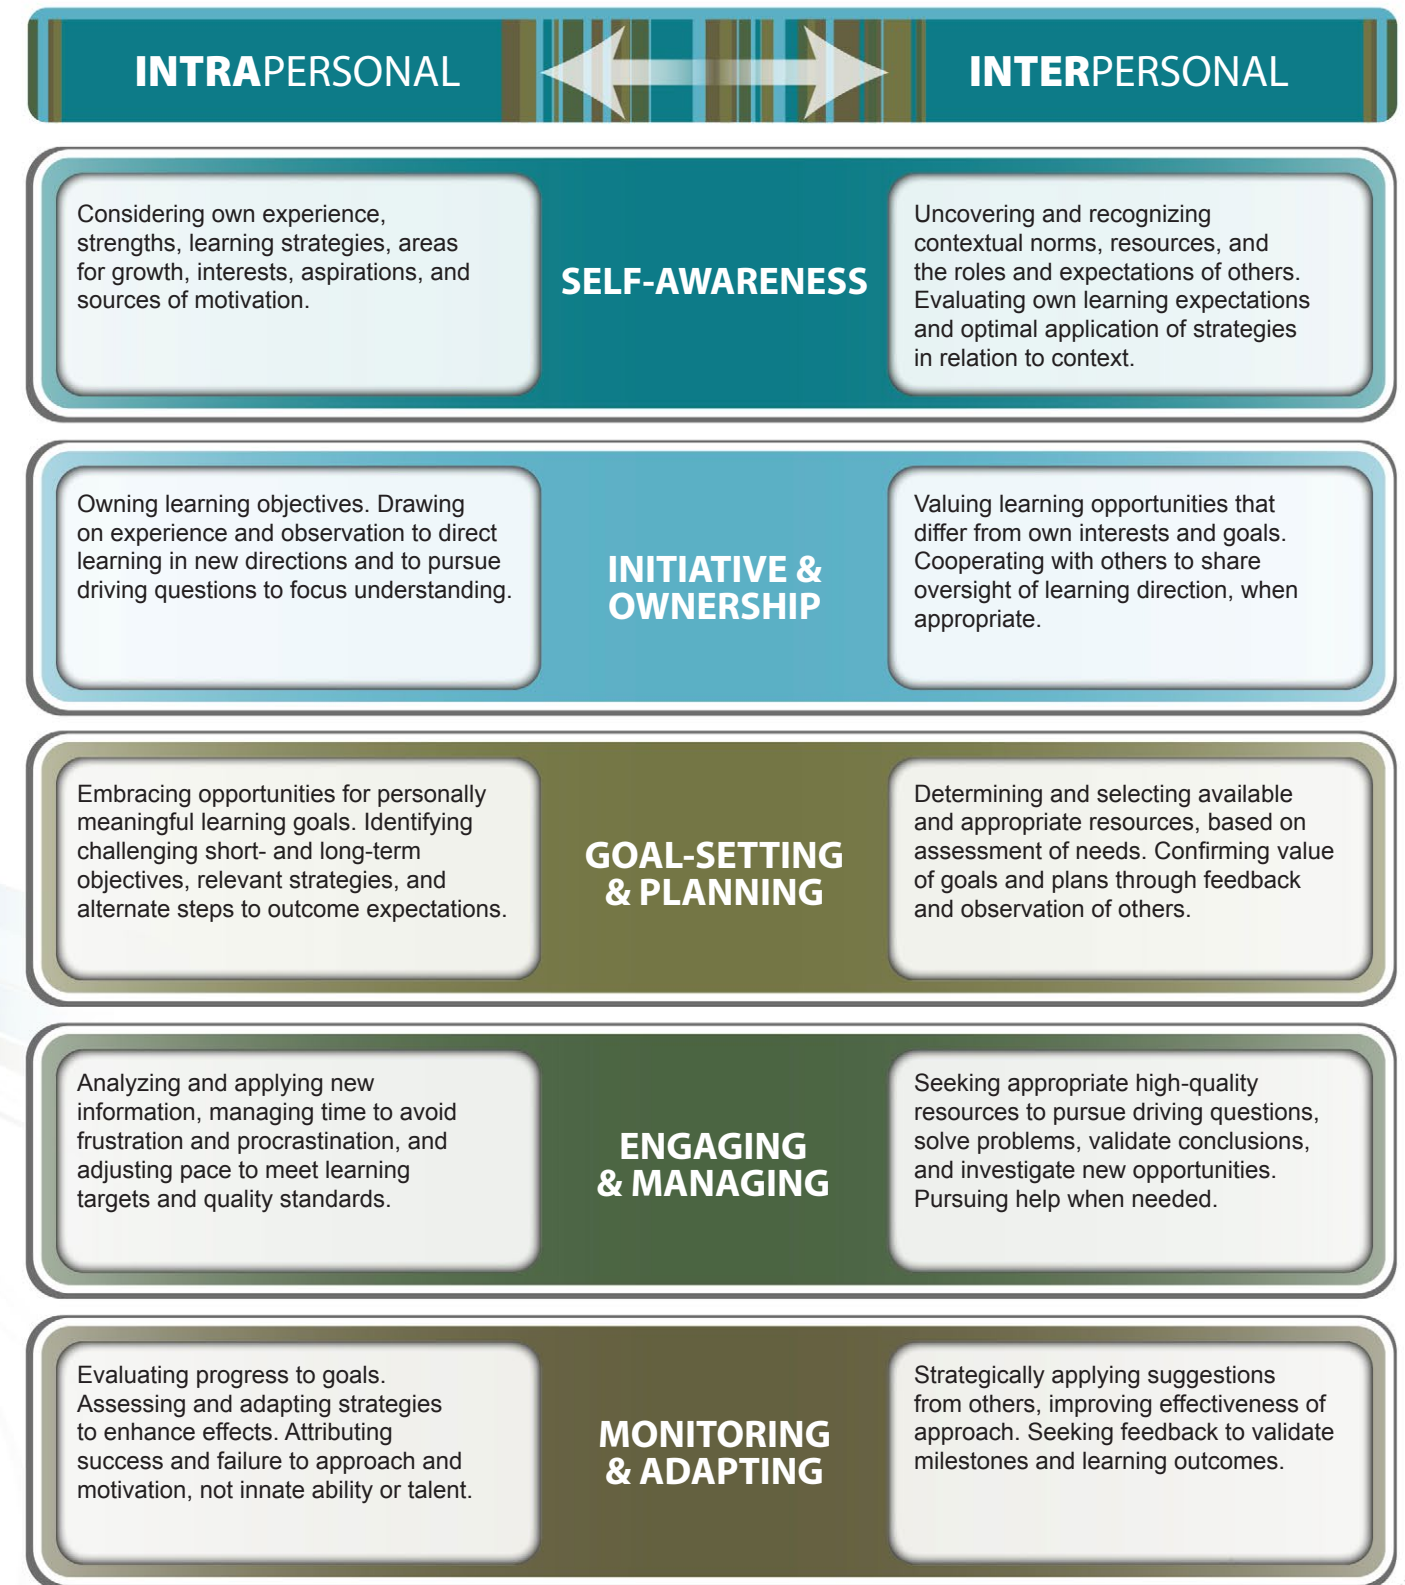 INTRAPERSONAL
INTERPERSONAL
Considering own experience,
strengths, learning strategies, areas
for growth, interests, aspirations, and
sources of motivation.
SELF-AWARENESS
Uncovering and recognizing
contextual norms, resources, and
the roles and expectations of others.
Evaluating own learning expectations
and optimal application of strategies
in relation to context.
Owning learning objectives. Drawing
on experience and observation to direct
learning in new directions and to pursue
driving questions to focus understanding.
INITIATIVE &
OWNERSHIP
Valuing learning opportunities that
differ from own interests and goals.
Cooperating with others to share
oversight of learning direction, when
appropriate.
Embracing opportunities for personally
meaningful learning goals. Identifying
challenging short- and long-term
objectives, relevant strategies, and
alternate steps to outcome expectations.
GOAL-SETTING
& PLANNING
Determining and selecting available
and appropriate resources, based on
assessment of needs. Confirming value
of goals and plans through feedback
and observation of others.
Analyzing and applying new
information, managing time to avoid
frustration and procrastination, and
adjusting pace to meet learning
targets and quality standards.
ENGAGING
& MANAGING
Seeking appropriate high-quality
resources to pursue driving questions,
solve problems, validate conclusions,
and investigate new opportunities.
Pursuing help when needed.
Evaluating progress to goals.
Assessing and adapting strategies
to enhance effects. Attributing
success and failure to approach and
motivation, not innate ability or talent.
MONITORING
& ADAPTING
Strategically applying suggestions
from others, improving effectiveness of
approach. Seeking feedback to validate
milestones and learning outcomes.